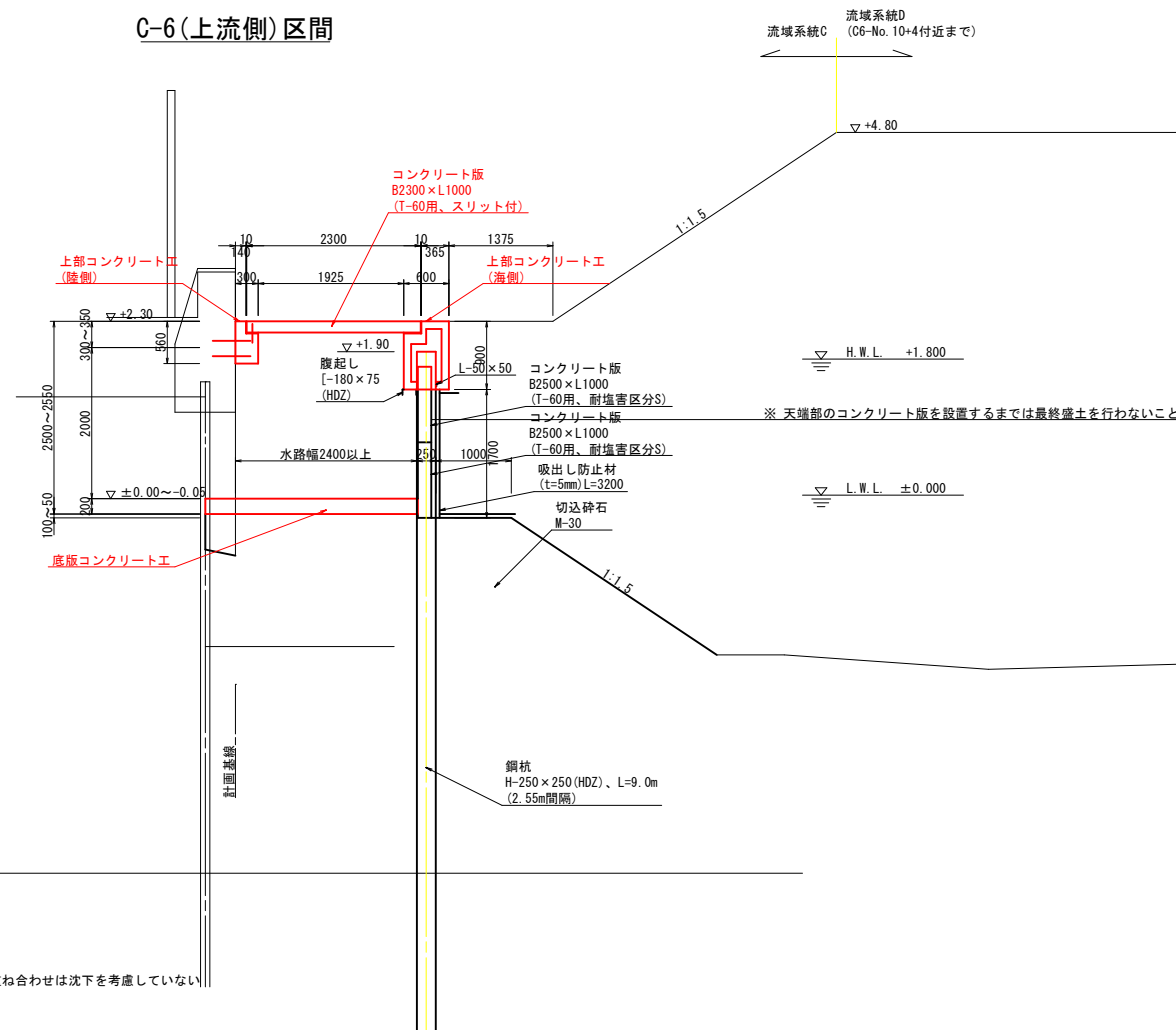 C-6(上流側)区間
流域系統C
流域系統D
(C6-No.10+4付近まで)
+4.80
1:1.5
コンクリート版
B2300×L1000
(T-60用、スリット付)
10
2300
10
1375
140
365
上部コンクリート工
(陸側)
300
1925
600
上部コンクリート工
(海側)
+2.30
300~350
560
+1.90
900
腹起し
[-180×75
(HDZ)
L-50×50
コンクリート版
B2500×L1000
(T-60用、耐塩害区分S)
コンクリート版
B2500×L1000
(T-60用、耐塩害区分S)
H.W.L. +1.800
※ 天端部のコンクリート版を設置するまでは最終盛土を行わないこと
2500~2550
2000
水路幅2400以上
250
1000
1700
吸出し防止材
(t=5mm)L=3200
±0.00~-0.05
L.W.L. ±0.000
200
100~50
切込砕石
M-30
底版コンクリート工
1:1.5
計画基線
鋼杭
H-250×250(HDZ)、L=9.0m
(2.55m間隔)
ね合わせは沈下を考慮していない